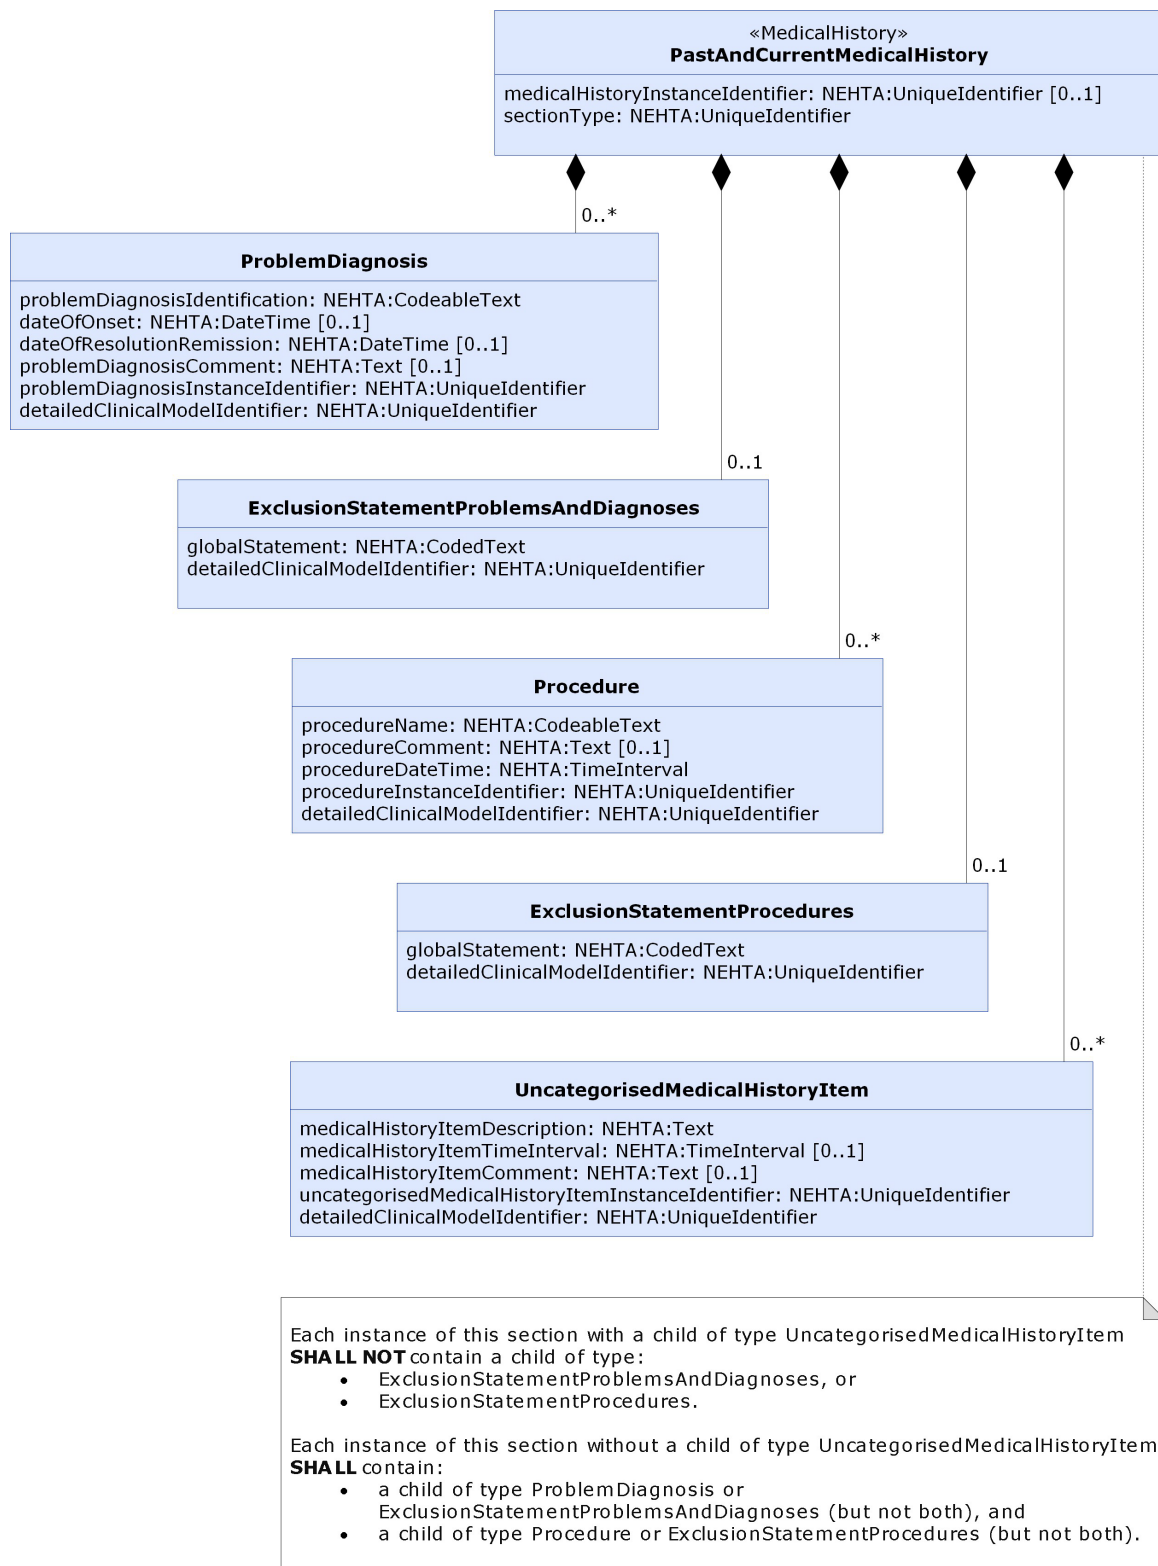 «MedicalHistory»
PastAndCurrentMedicalHistory
medicalHistoryInstanceIdentifier: NEHTA:UniqueIdentifier [0..1]
sectionType: NEHTA:UniqueIdentifier
0..*
ProblemDiagnosis
problemDiagnosisIdentification: NEHTA:CodeableText
dateOfOnset: NEHTA:DateTime [0..1]
dateOfResolutionRemission: NEHTA:DateTime [0..1]
problemDiagnosisComment: NEHTA:Text [0..1]
problemDiagnosisInstanceIdentifier: NEHTA:UniqueIdentifier
detailedClinicalModelIdentifier: NEHTA:UniqueIdentifier
0..1
ExclusionStatementProblemsAndDiagnoses
globalStatement: NEHTA:CodedText
detailedClinicalModelIdentifier: NEHTA:UniqueIdentifier
0..*
Procedure
procedureName: NEHTA:CodeableText
procedureComment: NEHTA:Text [0..1]
procedureDateTime: NEHTA:TimeInterval
procedureInstanceIdentifier: NEHTA:UniqueIdentifier
detailedClinicalModelIdentifier: NEHTA:UniqueIdentifier
0..1
ExclusionStatementProcedures
globalStatement: NEHTA:CodedText
detailedClinicalModelIdentifier: NEHTA:UniqueIdentifier
0..*
UncategorisedMedicalHistoryItem
medicalHistoryItemDescription: NEHTA:Text
medicalHistoryItemTimeInterval: NEHTA:TimeInterval [0..1]
medicalHistoryItemComment: NEHTA:Text [0..1]
uncategorisedMedicalHistoryItemInstanceIdentifier: NEHTA:UniqueIdentifier
detailedClinicalModelIdentifier: NEHTA:UniqueIdentifier
Each instance of this section with a child of type UncategorisedMedicalHistoryItem
SHALL NOT contain a child of type:
• ExclusionStatementProblemsAndDiagnoses, or
• ExclusionStatementProcedures.
Each instance of this section without a child of type UncategorisedMedicalHistoryItem
SHALL contain:
• a child of type ProblemDiagnosis or
ExclusionStatementProblemsAndDiagnoses (but not both), and
• a child of type Procedure or ExclusionStatementProcedures (but not both).